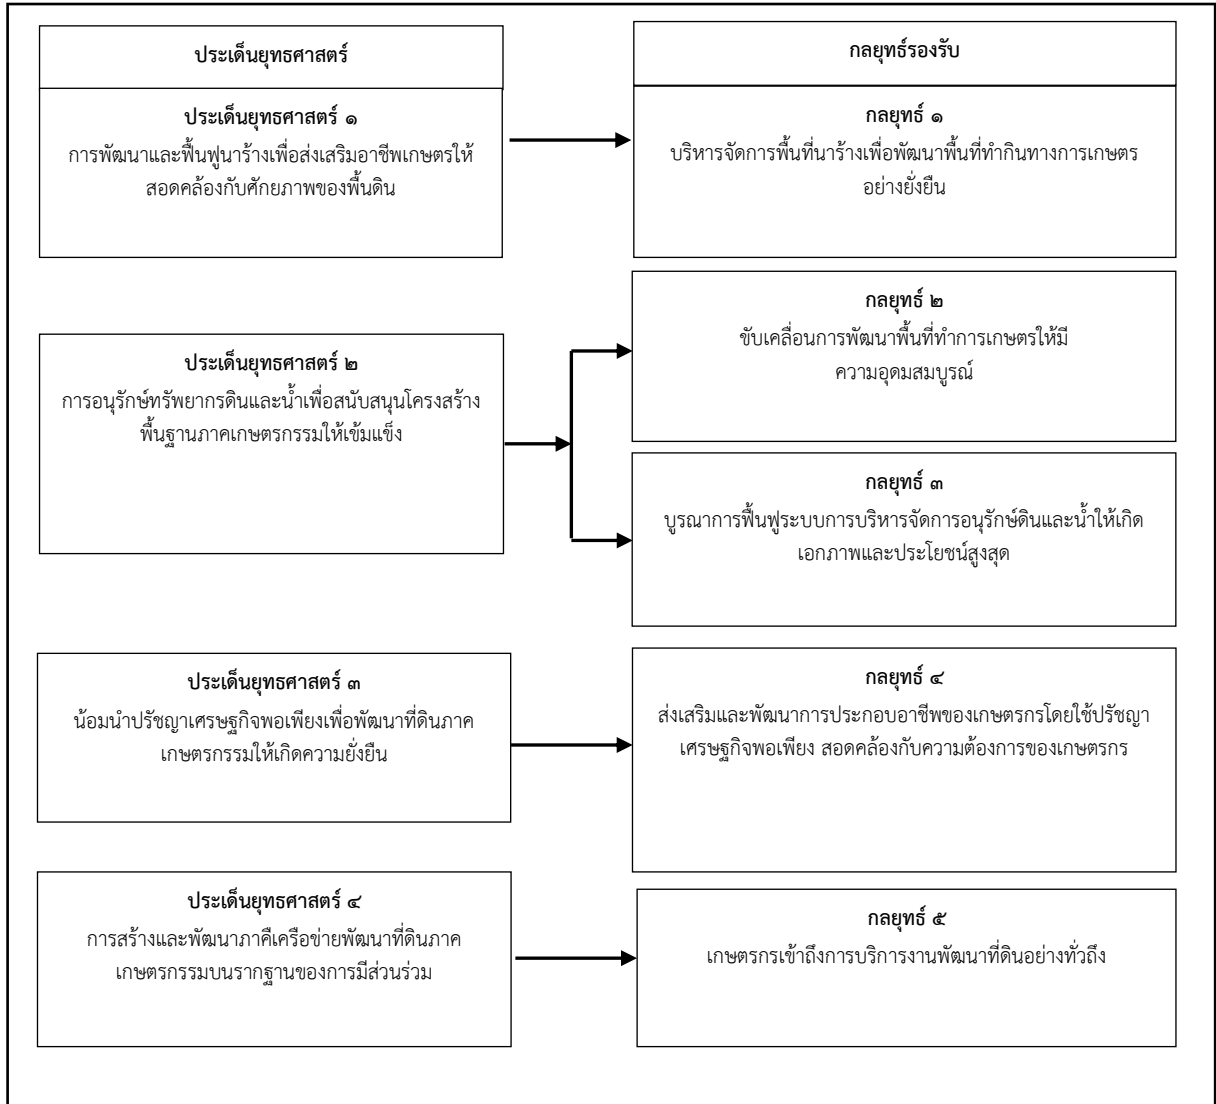 ประเด็นยุทธศาสตร์
กลยุทธ์รองรับ
ประเด็นยุทธศาสตร์ ๑
การพัฒนาและฟื้นฟูนาร้างเพื่อส่งเสริมอาชีพเกษตรให้
สอดคล้องกับศักยภาพของพื้นดิน
กลยุทธ์ ๑
บริหารจัดการพื้นที่นาร้างเพื่อพัฒนาพื้นที่ทำกินทางการเกษตร
อย่างยั่งยืน
ประเด็นยุทธศาสตร์ ๒
การอนุรักษ์ทรัพยากรดินและน้ำเพื่อสนับสนุนโครงสร้าง
พื้นฐานภาคเกษตรกรรมให้เข้มแข็ง
กลยุทธ์ ๒
ขับเคลื่อนการพัฒนาพื้นที่ทำการเกษตรให้มี
ความอุดมสมบูรณ์
กลยุทธ์ ๓
บูรณาการฟื้นฟูระบบการบริหารจัดการอนุรักษ์ดินและน้ำให้เกิด
เอกภาพและประโยชน์สูงสุด
ประเด็นยุทธศาสตร์ ๓
น้อมนำปรัชญาเศรษฐกิจพอเพียงเพื่อพัฒนาที่ดินภาค
เกษตรกรรมให้เกิดความยั่งยืน
กลยุทธ์ ๔
ส่งเสริมและพัฒนาการประกอบอาชีพของเกษตรกรโดยใช้ปรัชญา
เศรษฐกิจพอเพียง สอดคล้องกับความต้องการของเกษตรกร
ประเด็นยุทธศาสตร์ ๔
การสร้างและพัฒนาภาคีเครือข่ายพัฒนาที่ดินภาค
เกษตรกรรมบนรากฐานของการมีส่วนร่วม
กลยุทธ์ ๕
เกษตรกรเข้าถึงการบริการงานพัฒนาที่ดินอย่างทั่วถึง